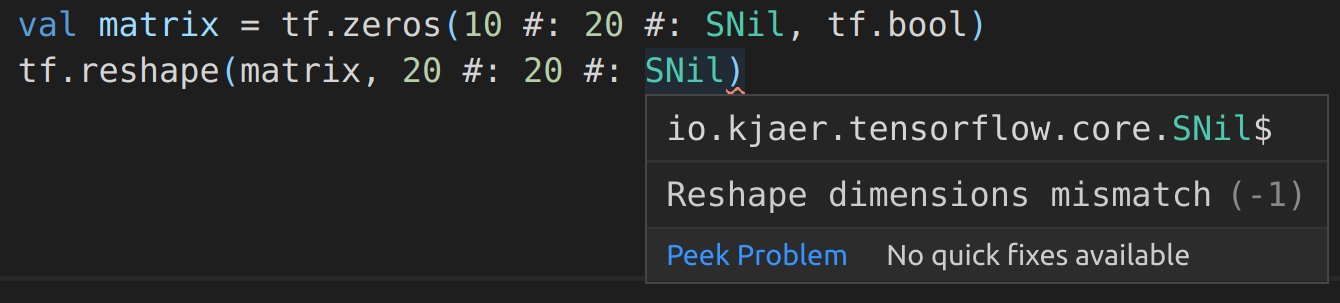 val matrix = tf.zeros(10 #: 20 #: SNil, tf.bool)
tf.reshape(matrix, 20 #: 20 #: SNil)
io.kjaer.tensorflow.core.SNil$
Reshape dimensions mismatch (-1)
Peek Problem No quick fixes available